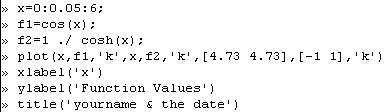 » x=0:0.05:6;
» f1=cos(x);
» f2=1 ./ cosh(x);
» plot(x,f1,'k',x,f2,'k',[4.73 4.73],[-1 1],'k')
» xlabel('x')
» ylabel('Function Values')
» title('yourname & the date')